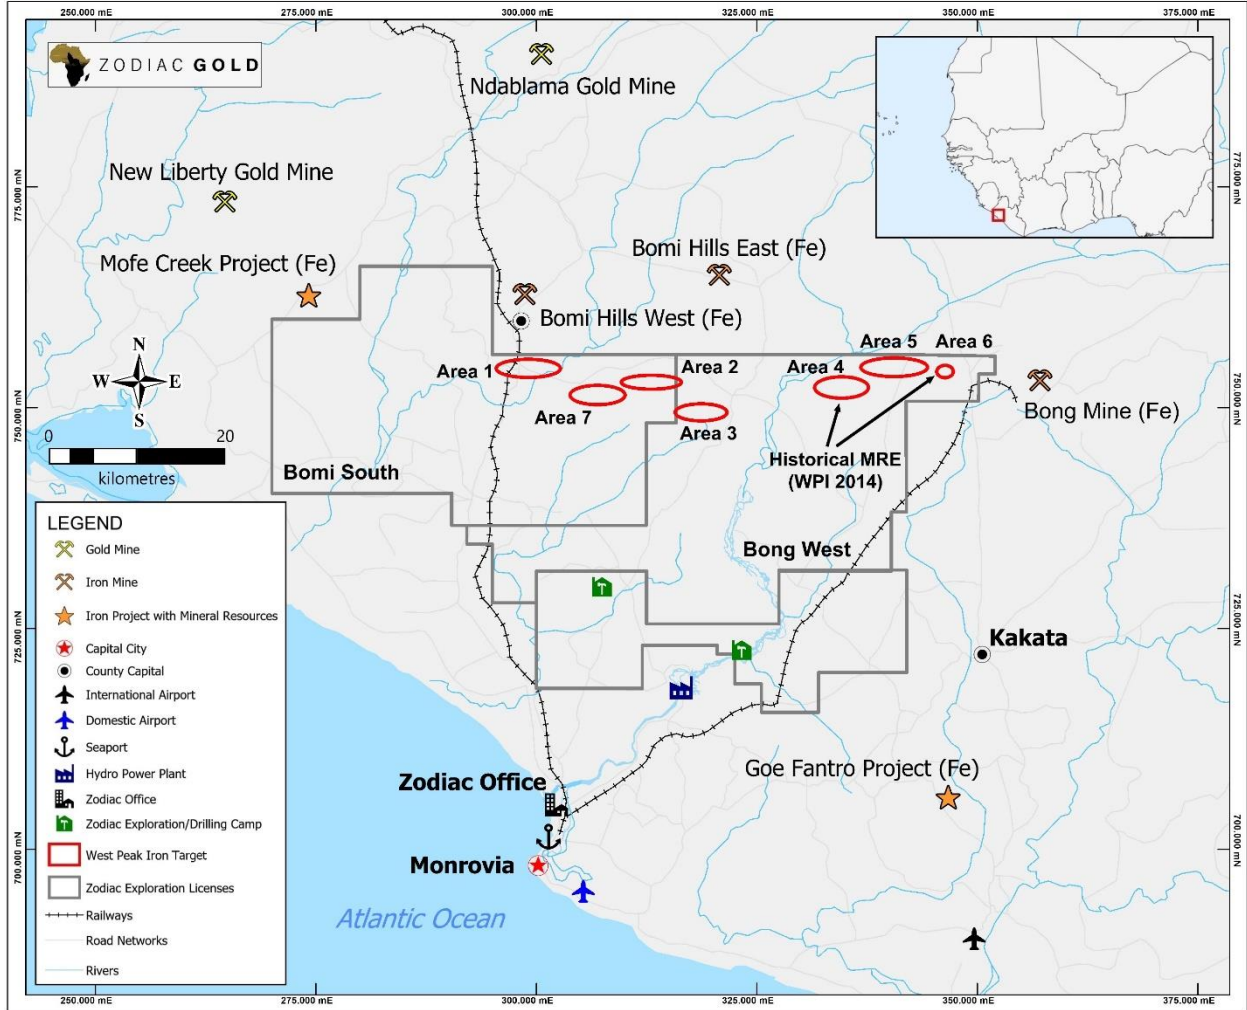 250.000 mE
275.000 mE
300.000 mE
325.000 mE
350.000 mE
375.000 mE
ZODIAC GOLD
Ndablama Gold Mine
New Liberty Gold Mine
775.000 mN
775.000 mN
Bomi Hills East (Fe)
Mofe Creek Project (Fe)
Bomi Hills West (Fe)
N
W
E
S
Area 1
Area 2
Area 4
Area 5
Area 6
Area 7
Area 3
750.000 mN
750.000 mN
Bong Mine (Fe)
0
20
kilometres
Historical MRE
(WPI 2014)
Bomi South
Bong West
LEGEND
Gold Mine
Iron Mine
Iron Project with Mineral Resources
Capital City
County Capital
International Airport
Domestic Airport
Seaport
Hydro Power Plant
Zodiac Office
Zodiac Exploration/Drilling Camp
West Peak Iron Target
Zodiac Exploration Licenses
Railways
Road Networks
Rivers
725.000 mN
725.000 mN
Kakata
Goe Fantro Project (Fe)
Zodiac Office
Monrovia
Atlantic Ocean
700.000 mN
700.000 mN
250.000 mE
275.000 mE
300.000 mE
325.000 mE
350.000 mE
375.000 mE